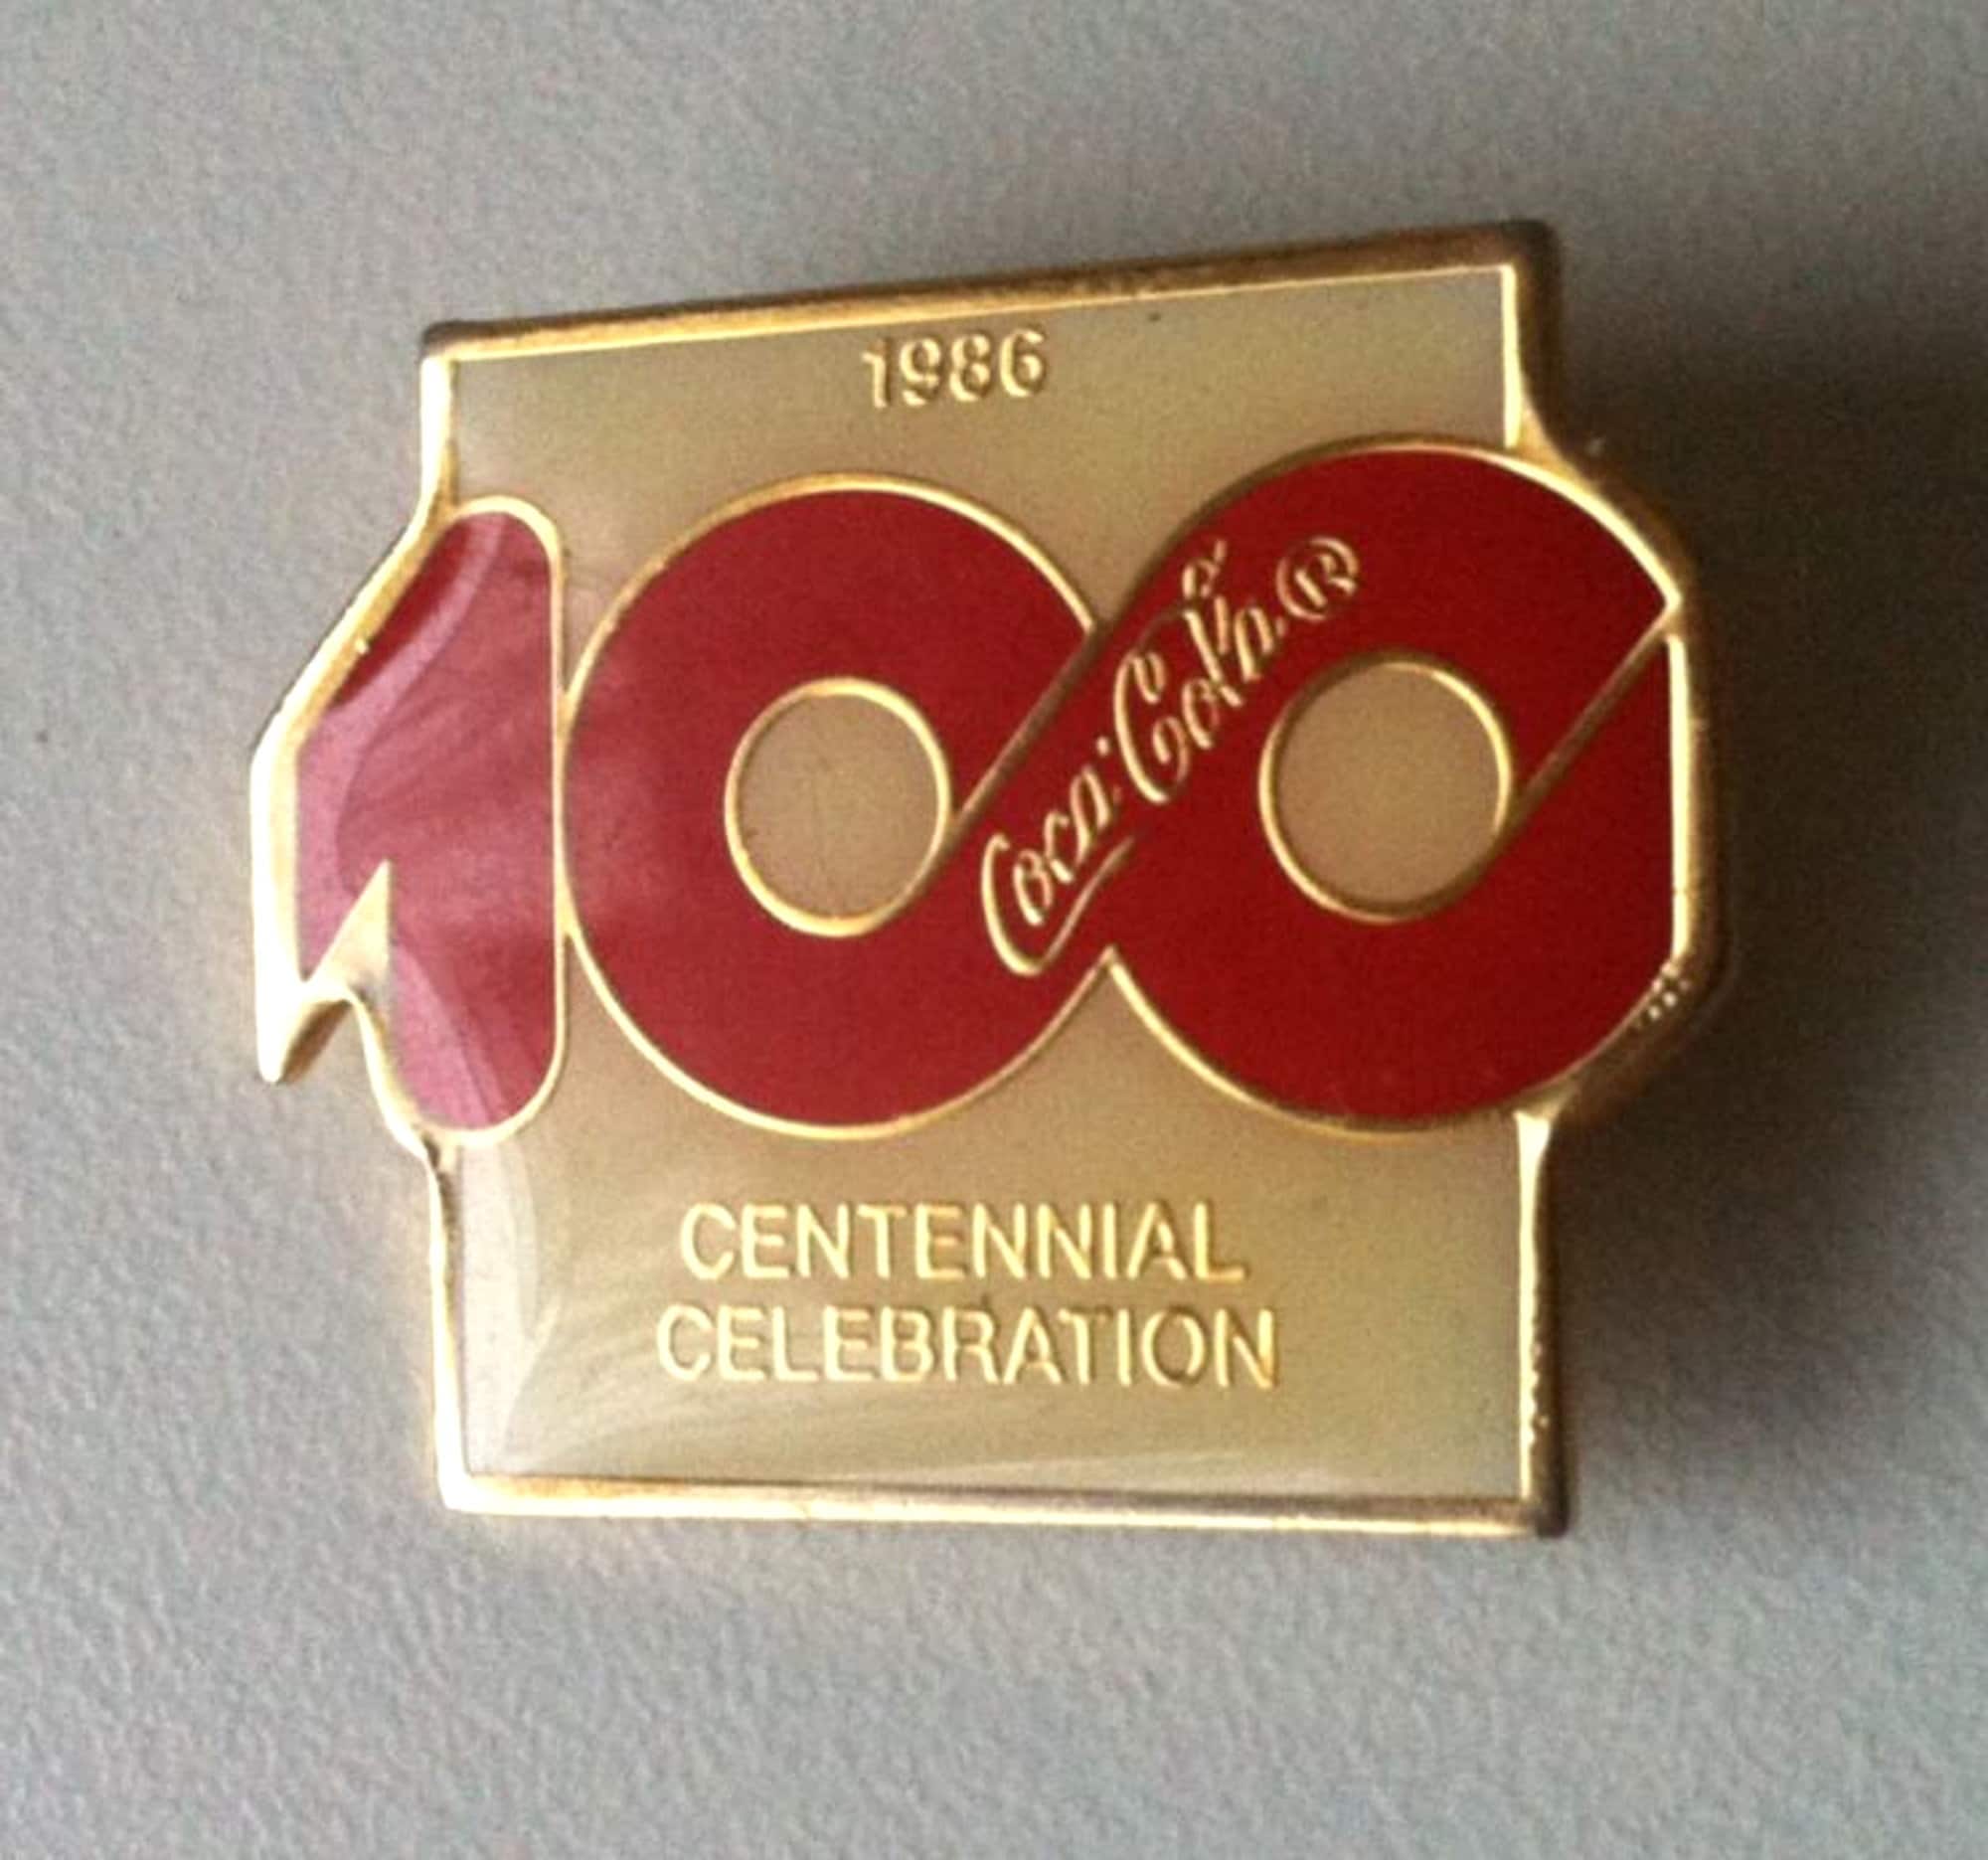 1986
100
Coca-Cola ®
CENTENNIAL
CELEBRATION